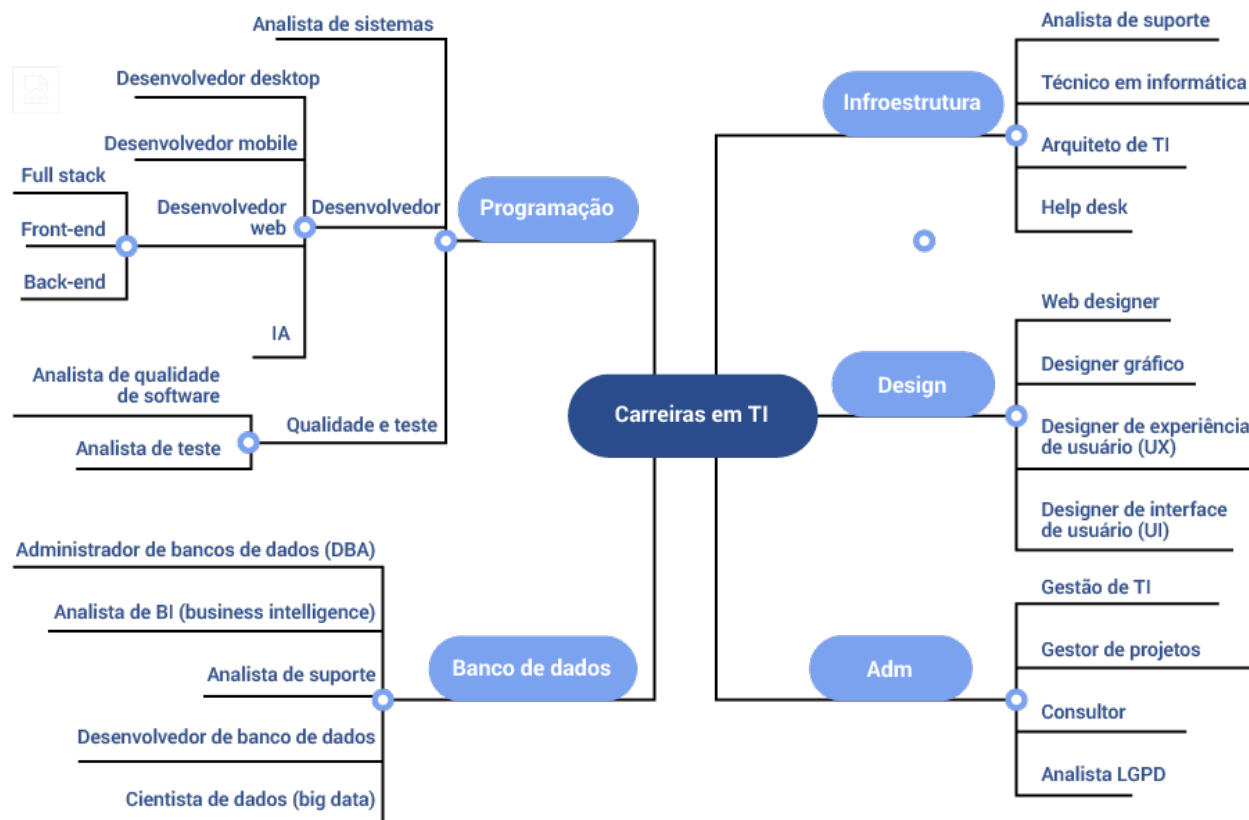 Analista de sistemas
Desenvolvedor desktop
Desenvolvedor mobile
Full stack
Front-end
Back-end
Desenvolvedor
web
Desenvolvedor
IA
Programação
Analista de qualidade
de software
Analista de teste
Qualidade e teste
Administrador de bancos de dados (DBA)
Analista de BI (business intelligence)
Analista de suporte
Desenvolvedor de banco de dados
Cientista de dados (big data)
Banco de dados
Carreiras em TI
Infroestrutura
Analista de suporte
Técnico em informática
Arquiteto de TI
Help desk
Design
Web designer
Designer gráfico
Designer de experiência
de usuário (UX)
Designer de interface
de usuário (UI)
Adm
Gestão de TI
Gestor de projetos
Consultor
Analista LGPD